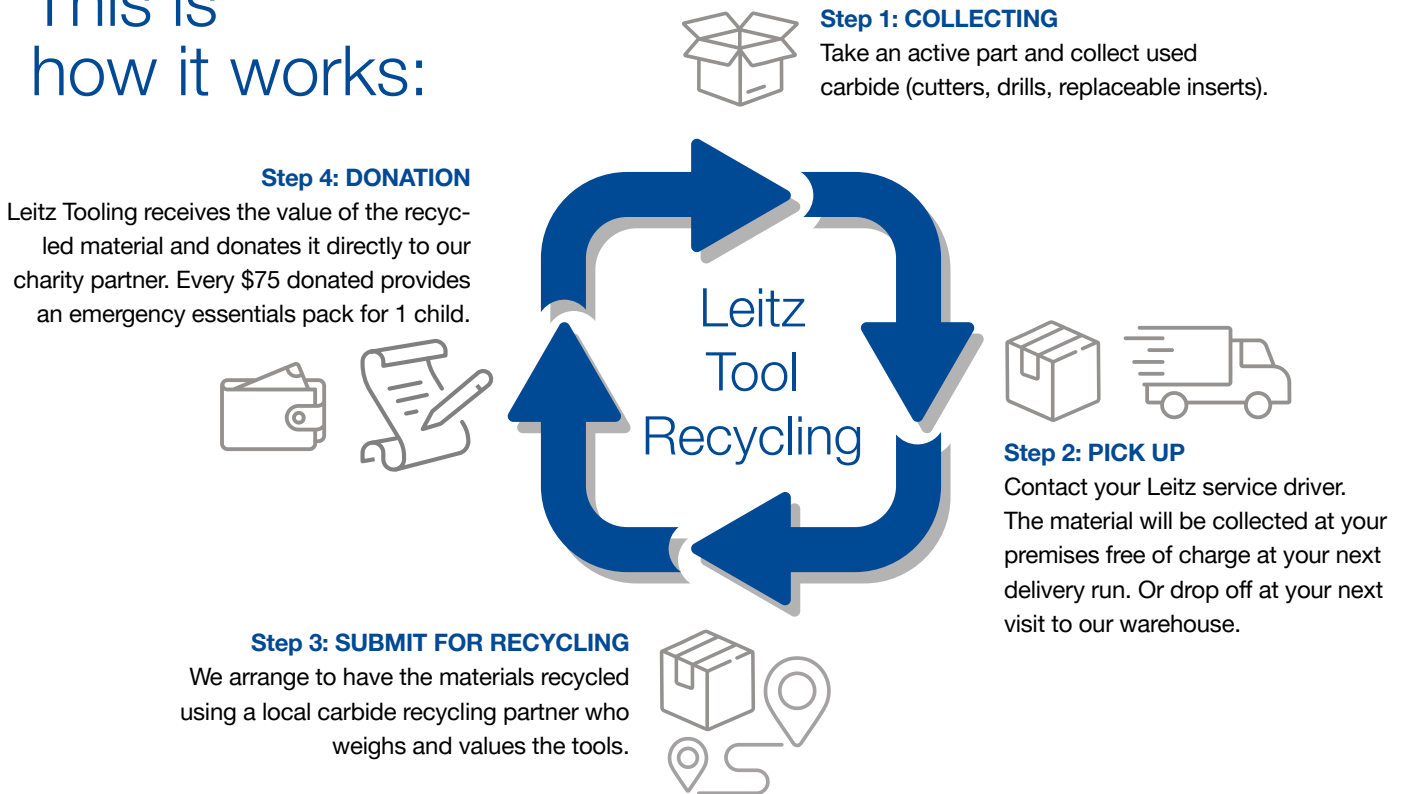 This is
how it works:
Step 1: COLLECTING
Take an active part and collect used
carbide (cutters, drills, replaceable inserts).
Step 4: DONATION
Leitz Tooling receives the value of the recyc-
led material and donates it directly to our
charity partner. Every $75 donated provides
an emergency essentials pack for 1 child.
Leitz
Tool
Recycling
Step 2: PICK UP
Contact your Leitz service driver.
The material will be collected at your
premises free of charge at your next
delivery run. Or drop off at your next
visit to our warehouse.
Step 3: SUBMIT FOR RECYCLING
We arrange to have the materials recycled
using a local carbide recycling partner who
weighs and values the tools.